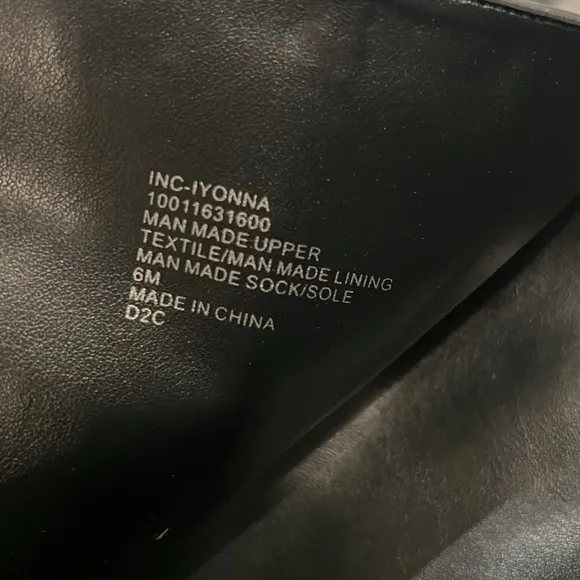 INC-IYONNA
10011631600
MAN MADE UPPER
TEXTILE/MAN MADE LINING
MAN MADE SOCK/SOLE
6M
MADE IN CHINA
D2C